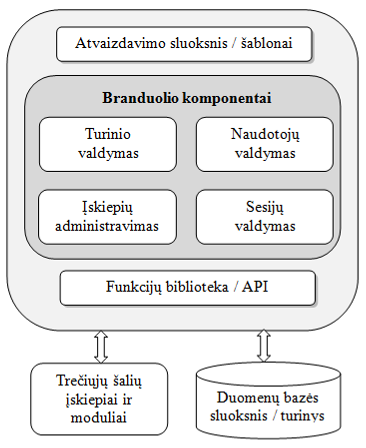 Atvaizdavimo sluoksnis / šablonai
Branduolio komponentai
Turinio
valdymas
Naudotojų
valdymas
Įskiepių
administravimas
Sesijų
valdymas
Funkcijų biblioteka / API
Trečiųjų šalių
įskiepiai ir
moduliai
Duomenų bazės
sluoksnis / turinys